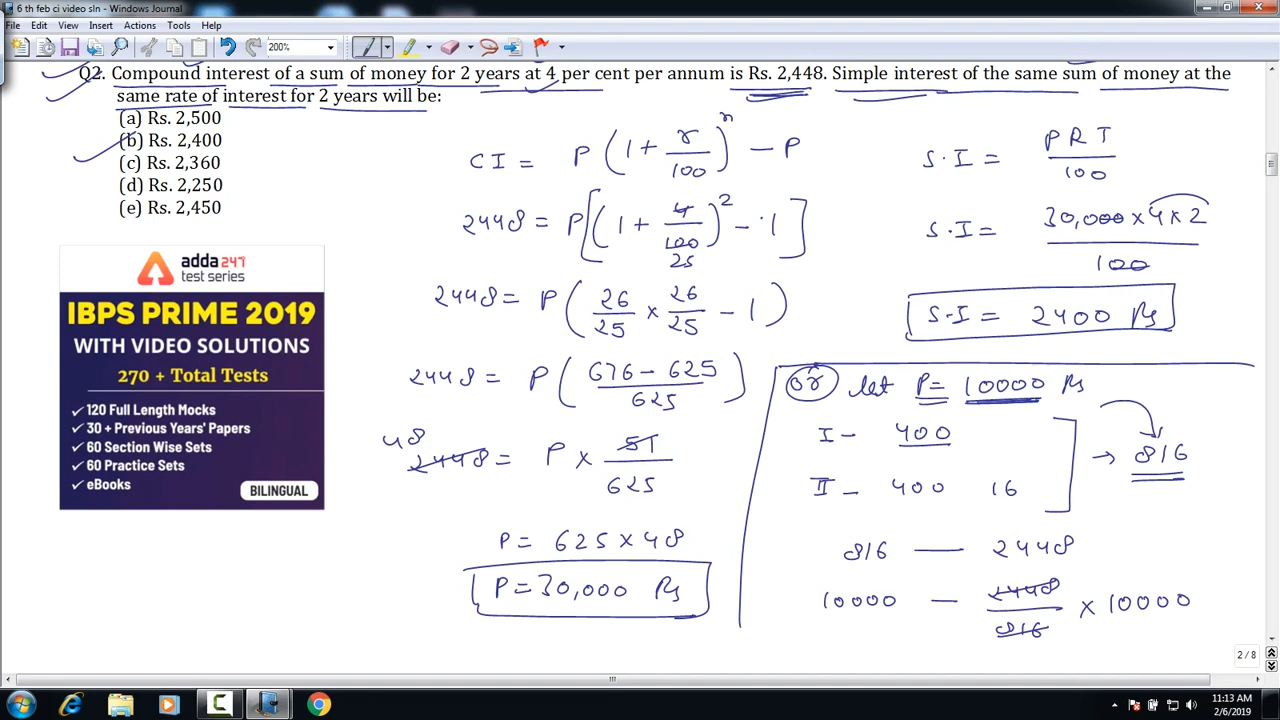 6 th feb ci video sln - Windows Journal
File Edit View Insert Actions Tools Help
200%
Q2. Compound interest of a sum of money for 2 years at 4 per cent per annum is Rs. 2,448. Simple interest of the same sum of money at the
same rate of interest for 2 years will be:
(a) Rs. 2,500
(b) Rs. 2,400
(c) Rs. 2,360
(d) Rs. 2,250
(e) Rs. 2,450
adda247
test series
IBPS PRIME 2019
WITH VIDEO SOLUTIONS
270 + Total Tests
✓ 120 Full Length Mocks
✓ 30 + Previous Years' Papers
✓ 60 Section Wise Sets
✓ 60 Practice Sets
✓ eBooks
BILINGUAL
CI = P (1 + r/100)^n - P
2448 = P[(1 + 4/100)^2 - 1]
25
2448 = P (26/25 × 26/25 - 1)
2448 = P (676 - 625/625)
48
2448 = P × 51/625
P = 625 × 48
P = 30,000 Rs
S.I = PRT/100
S.I = 30,000 × 4 × 2/100
S.I = 2400 Rs
or let P = 10000 Rs
I - 400
→ 816
II - 400 16
816 — 2448
10000 — 2448/816 × 10000
2 / 8
11:13 AM
2/6/2019